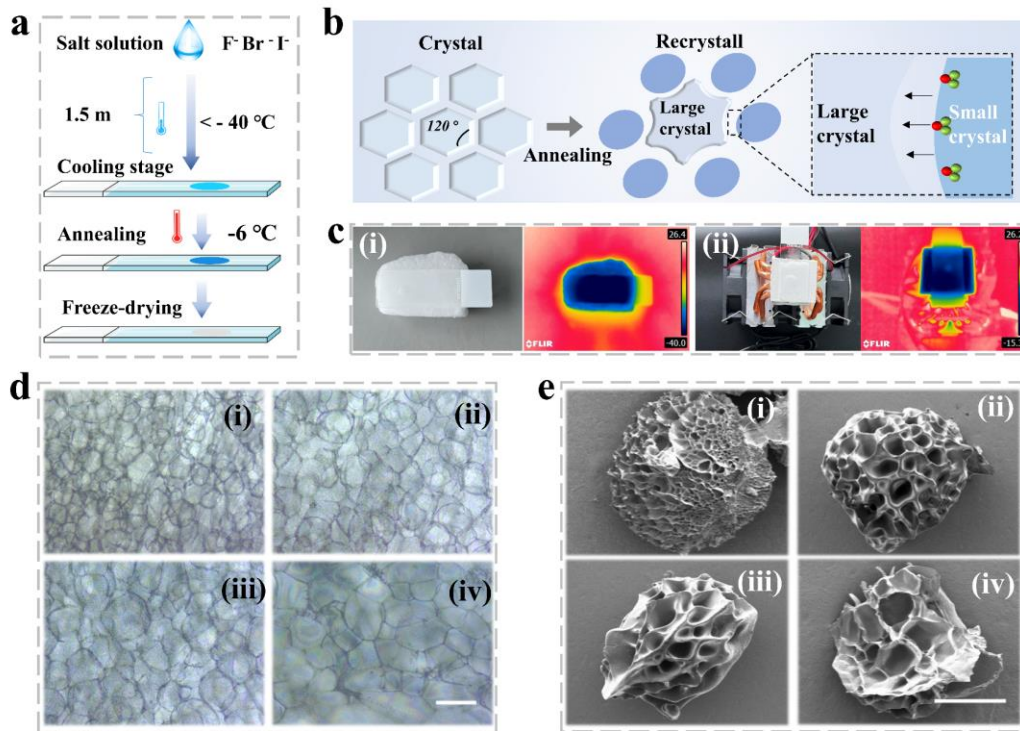 a
Salt solution F⁻ Br⁻ I⁻
1.5 m
< - 40 °C
Cooling stage
Annealing -6 °C
Freeze-drying
b
Crystal
120°
Annealing
Recrystall
Large
crystal
Large
crystal
Small
crystal
c
(i)
26.4
-40.0
FLIR
(ii)
26.2
-15.3
FLIR
d
(i)
(ii)
(iii)
(iv)
e
(i)
(ii)
(iii)
(iv)